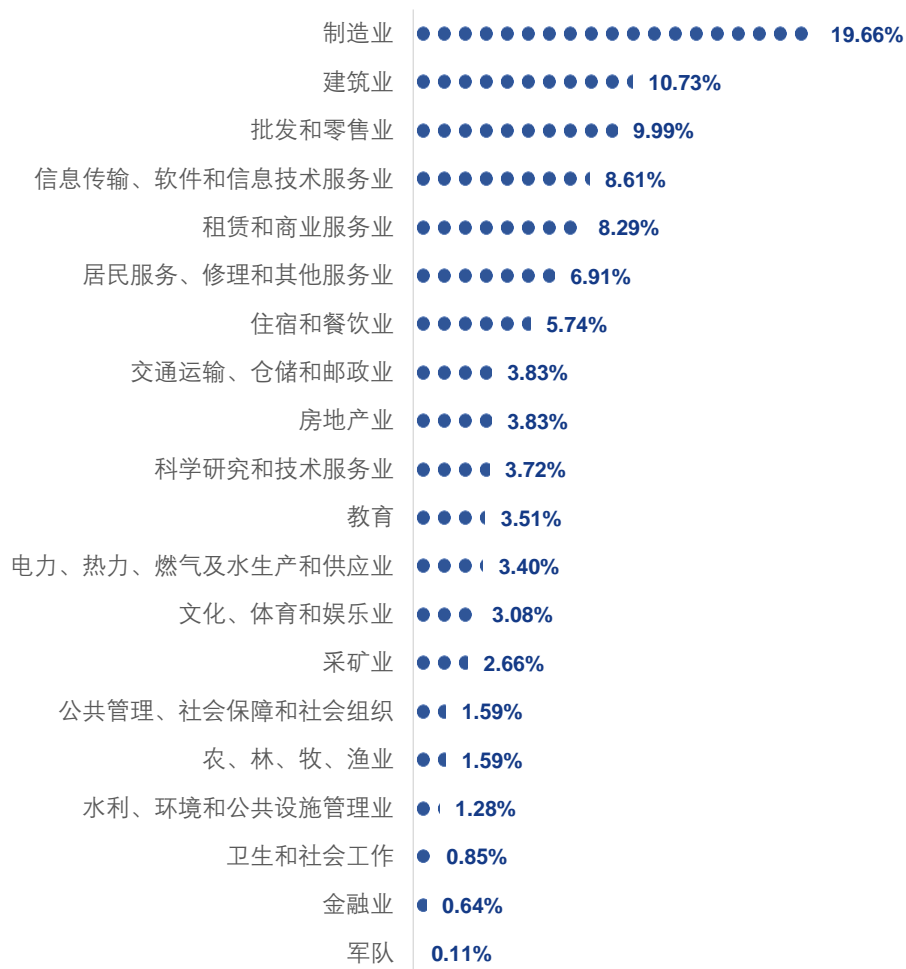 制造业 19.66%
建筑业 10.73%
批发和零售业 9.99%
信息传输、软件和信息技术服务业 8.61%
租赁和商业服务业 8.29%
居民服务、修理和其他服务业 6.91%
住宿和餐饮业 5.74%
交通运输、仓储和邮政业 3.83%
房地产业 3.83%
科学研究和技术服务业 3.72%
教育 3.51%
电力、热力、燃气及水生产和供应业 3.40%
文化、体育和娱乐业 3.08%
采矿业 2.66%
公共管理、社会保障和社会组织 1.59%
农、林、牧、渔业 1.59%
水利、环境和公共设施管理业 1.28%
卫生和社会工作 0.85%
金融业 0.64%
军队 0.11%